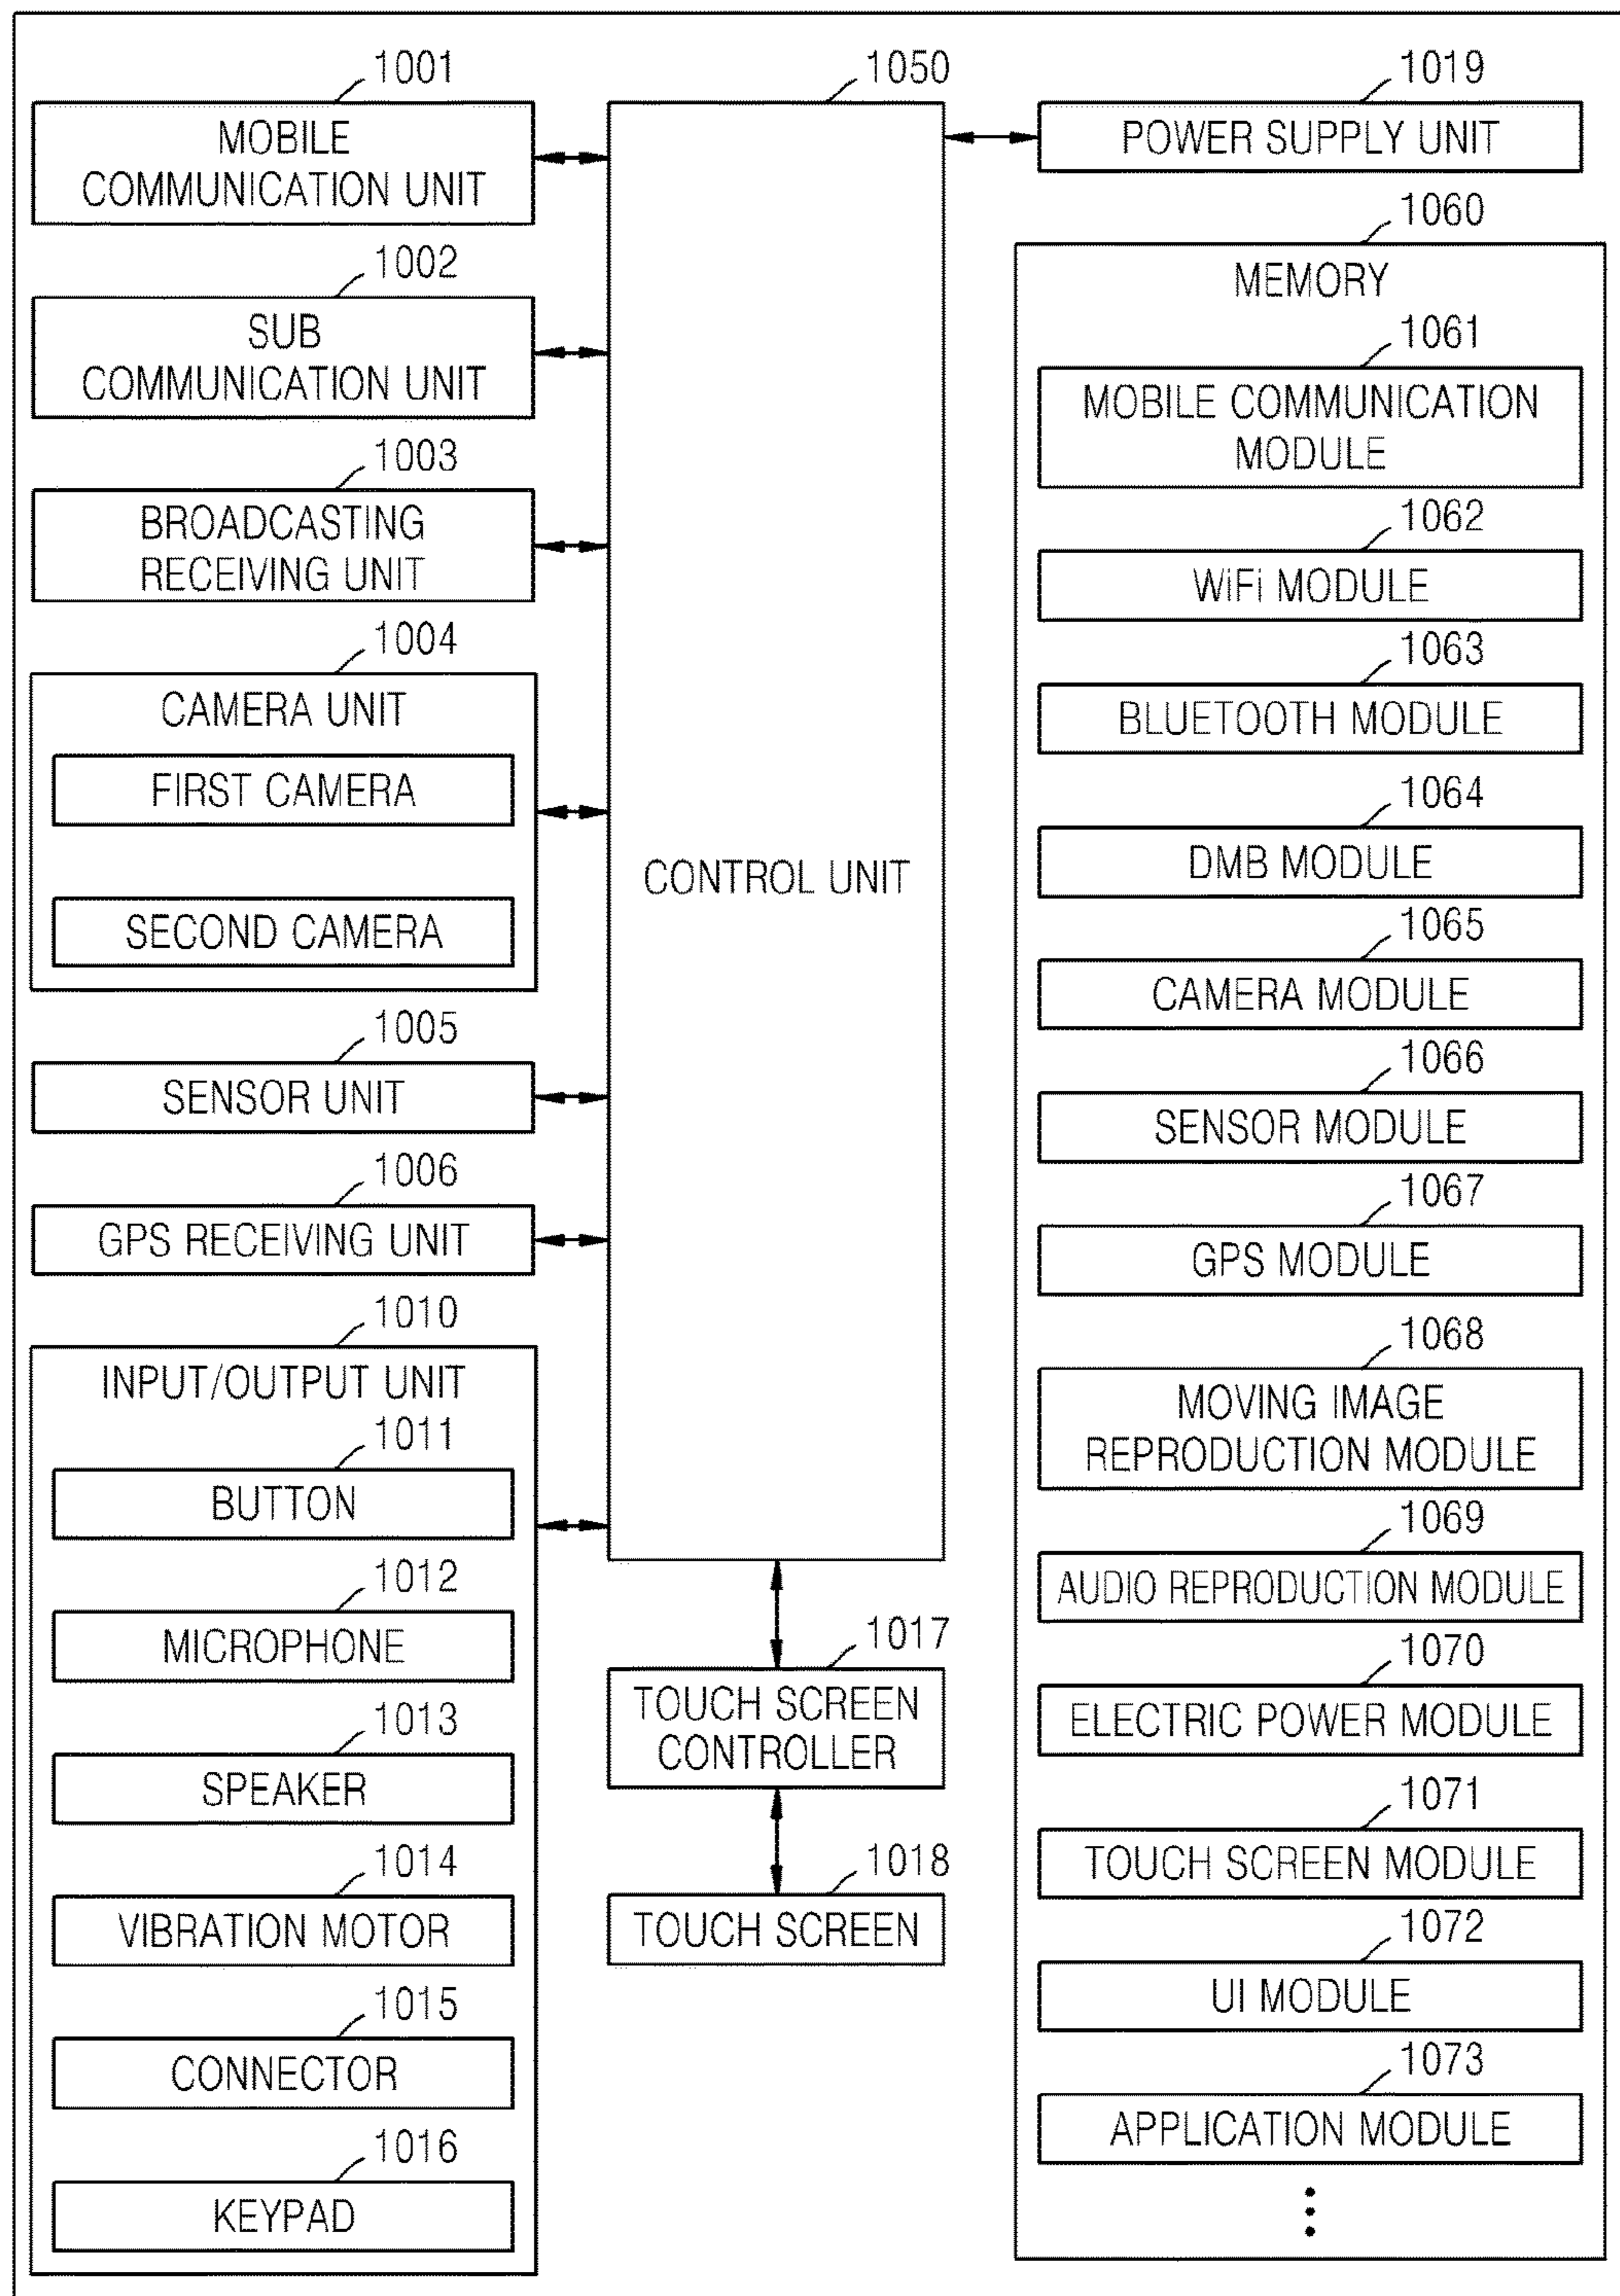 1001
MOBILE
COMMUNICATION UNIT
1002
SUB
COMMUNICATION UNIT
1003
BROADCASTING
RECEIVING UNIT
1004
CAMERA UNIT
FIRST CAMERA
SECOND CAMERA
1005
SENSOR UNIT
1006
GPS RECEIVING UNIT
1010
INPUT/OUTPUT UNIT
1011
BUTTON
1012
MICROPHONE
1013
SPEAKER
1014
VIBRATION MOTOR
1015
CONNECTOR
1016
KEYPAD
1050
CONTROL UNIT
1017
TOUCH SCREEN
CONTROLLER
1018
TOUCH SCREEN
1019
POWER SUPPLY UNIT
1060
MEMORY
1061
MOBILE COMMUNICATION
MODULE
1062
WiFi MODULE
1063
BLUETOOTH MODULE
1064
DMB MODULE
1065
CAMERA MODULE
1066
SENSOR MODULE
1067
GPS MODULE
1068
MOVING IMAGE
REPRODUCTION MODULE
1069
AUDIO REPRODUCTION MODULE
1070
ELECTRIC POWER MODULE
1071
TOUCH SCREEN MODULE
1072
UI MODULE
1073
APPLICATION MODULE